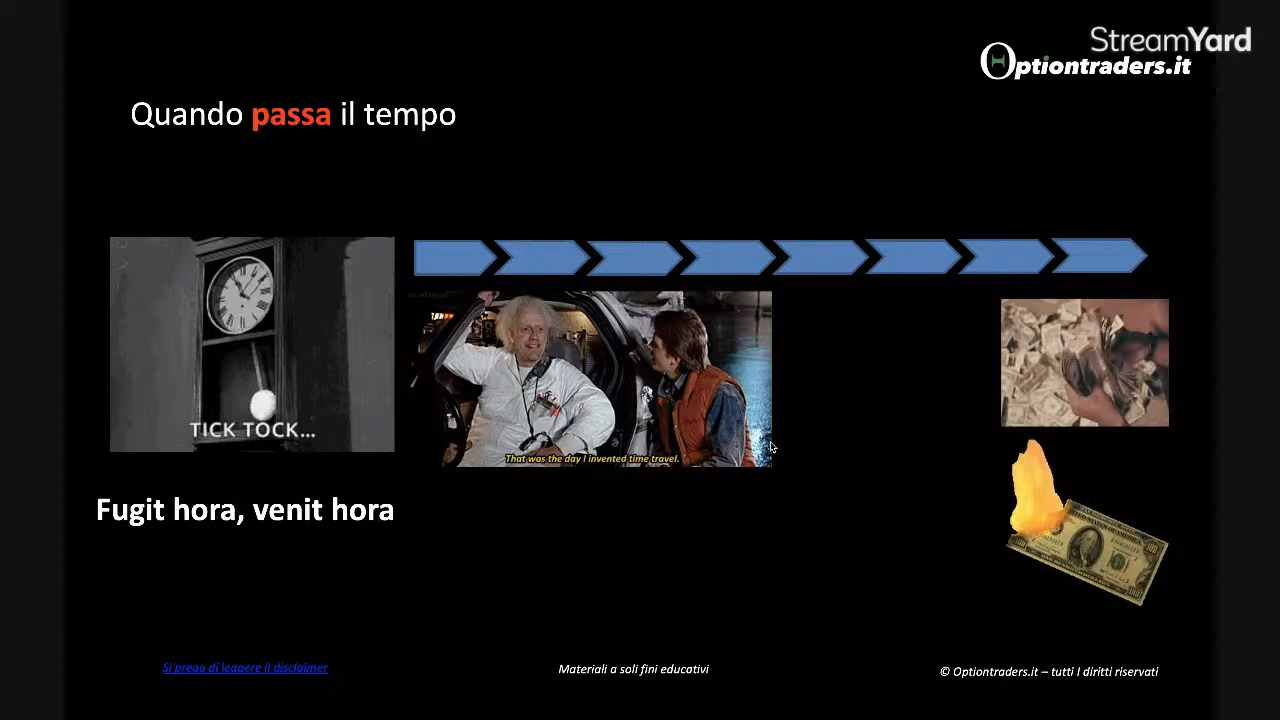 StreamYard
Optiontraders.it
Quando passa il tempo
TICK TOCK...
That was the day I invented time travel.
Fugit hora, venit hora
Si prega di leggere il disclaimer
Materiali a soli fini educativi
© Optiontraders.it – tutti I diritti riservati